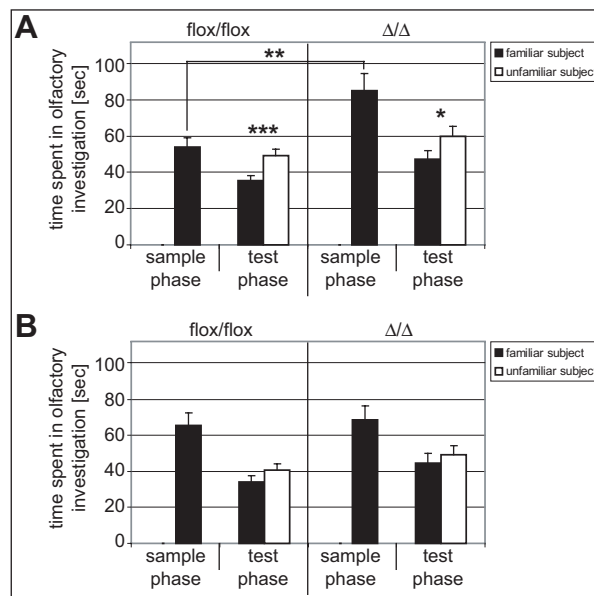 A
flox/flox
Δ/Δ
familiar subject
unfamiliar subject
time spent in olfactory
investigation [sec]
100
80
60
40
20
0
**
***
*
sample
phase
test
phase
sample
phase
test
phase
B
flox/flox
Δ/Δ
familiar subject
unfamiliar subject
time spent in olfactory
investigation [sec]
100
80
60
40
20
0
sample
phase
test
phase
sample
phase
test
phase